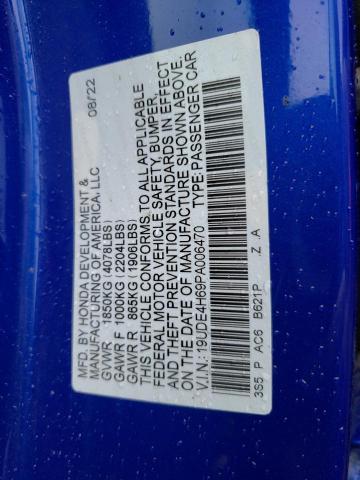 MFD. BY HONDA DEVELOPMENT & 08/22
MANUFACTURING OF AMERICA, LLC
GVWR 1850KG (4078LBS)
GAWR F 1000KG (2204LBS)
GAWR R 865KG (1908LBS)
THIS VEHICLE CONFORMS TO ALL APPLICABLE
FEDERAL MOTOR VEHICLE SAFETY, BUMPER,
AND THEFT PREVENTION STANDARDS IN EFFECT
ON THE DATE OF MANUFACTURE SHOWN ABOVE.
V.I.N.: 19UDE4H69PA006470 TYPE: PASSENGER CAR
3S5 P AC6 B621P Z A